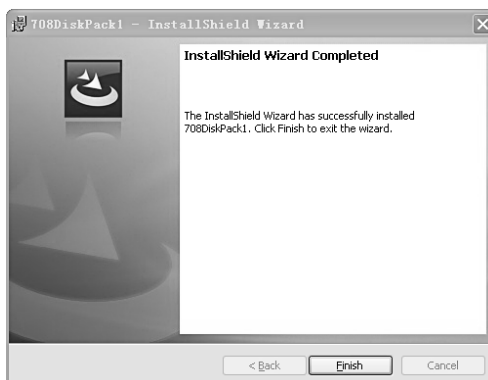 708DiskPack1 - InstallShield Wizard
InstallShield Wizard Completed
The InstallShield Wizard has successfully installed
708DiskPack1. Click Finish to exit the wizard.
< Back
Finish
Cancel